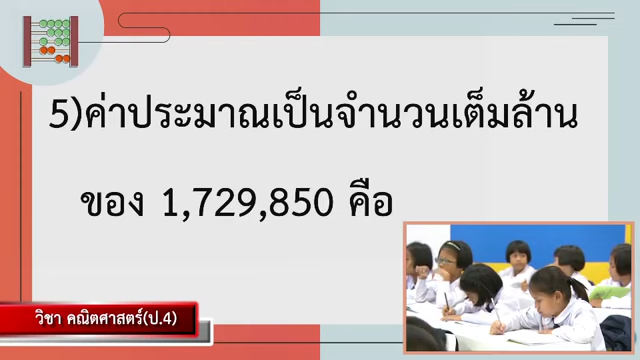 5)ค่าประมาณเป็นจำนวนเต็มล้าน
ของ 1,729,850 คือ
วิชา คณิตศาสตร์(ป.4)